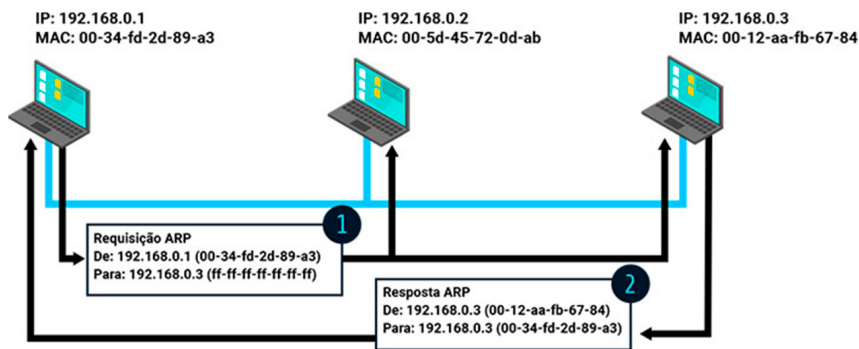 IP: 192.168.0.1
MAC: 00-34-fd-2d-89-a3
IP: 192.168.0.2
MAC: 00-5d-45-72-0d-ab
IP: 192.168.0.3
MAC: 00-12-aa-fb-67-84
1
Requisição ARP
De: 192.168.0.1 (00-34-fd-2d-89-a3)
Para: 192.168.0.3 (ff-ff-ff-ff-ff-ff-ff)
2
Resposta ARP
De: 192.168.0.3 (00-12-aa-fb-67-84)
Para: 192.168.0.3 (00-34-fd-2d-89-a3)